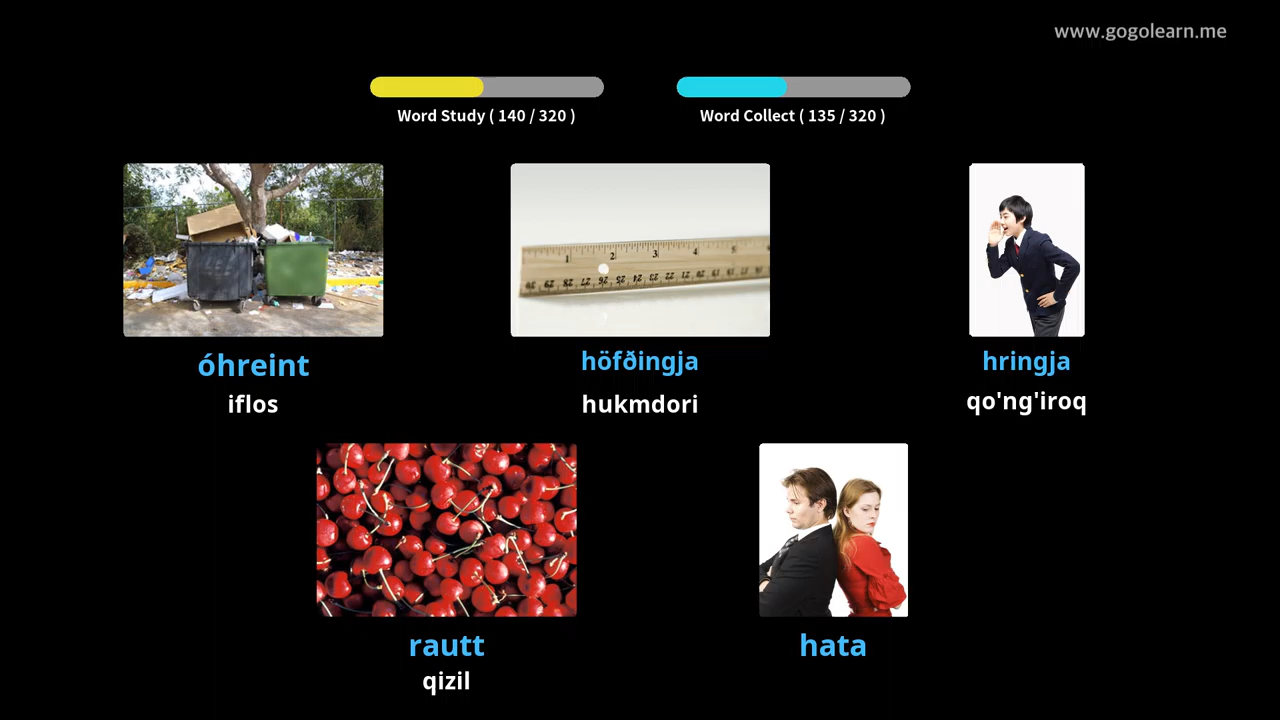 www.gogolearn.me
Word Study ( 140 / 320 )
Word Collect ( 135 / 320 )
óhreint
iflos
höfðingja
hukmdori
hringja
qo'ng'iroq
rautt
qizil
hata